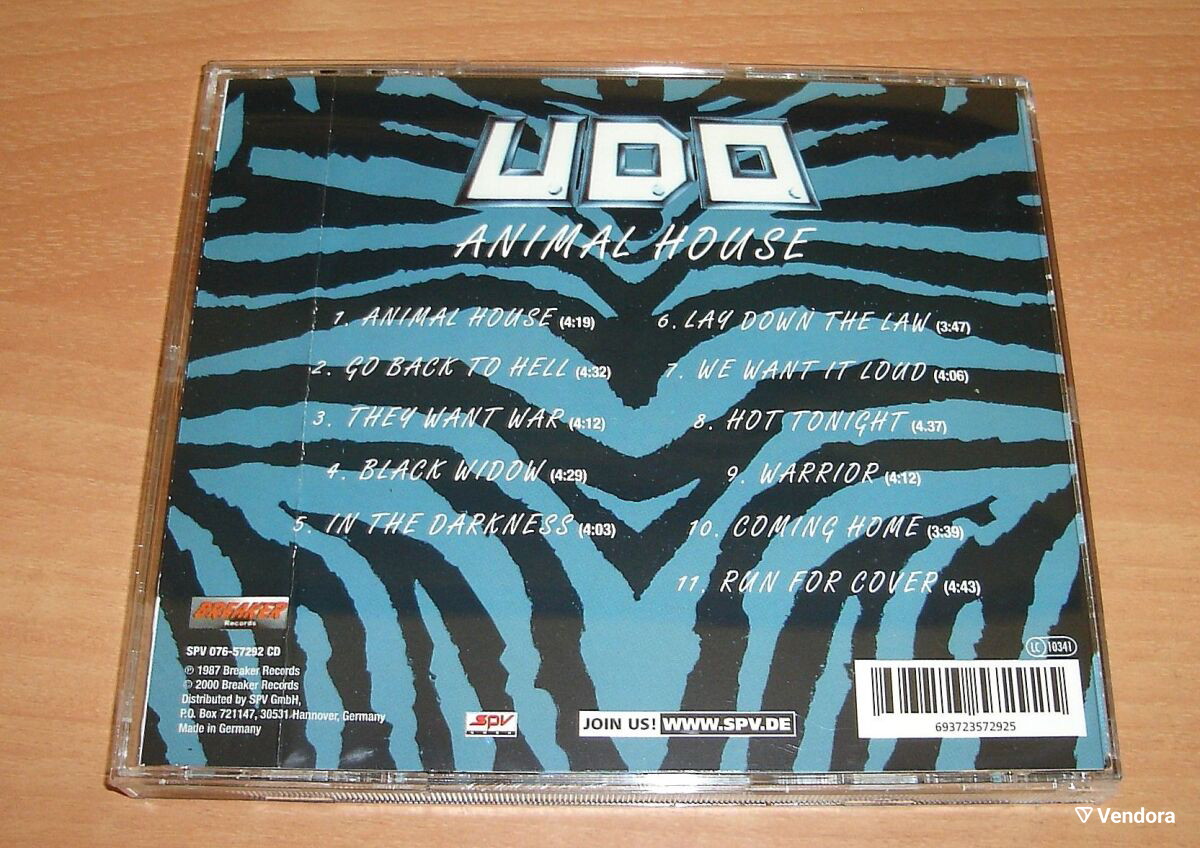 U.D.O.
ANIMAL HOUSE
1. ANIMAL HOUSE (4:19)
2. GO BACK TO HELL (4:32)
3. THEY WANT WAR (4:12)
4. BLACK WIDOW (4:29)
5. IN THE DARKNESS (4:03)
6. LAY DOWN THE LAW (3:47)
7. WE WANT IT LOUD (4:06)
8. HOT TONIGHT (4.37)
9. WARRIOR (4:12)
10. COMING HOME (3:39)
11. RUN FOR COVER (4:43)
BREAKER
Records
SPV 076-57292 CD
℗ 1987 Breaker Records
© 2000 Breaker Records
Distributed by SPV GmbH,
P.O. Box 721147, 30531 Hannover, Germany
Made in Germany
SPV
JOIN US! WWW.SPV.DE
LC 10341
693723572925
Vendora